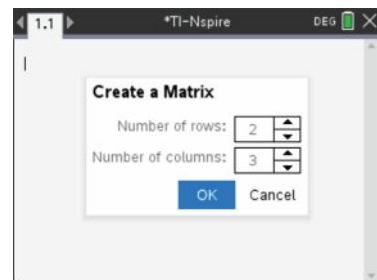 1.1 *TI-Nspire DEG
Create a Matrix
Number of rows: 2
Number of columns: 3
OK Cancel